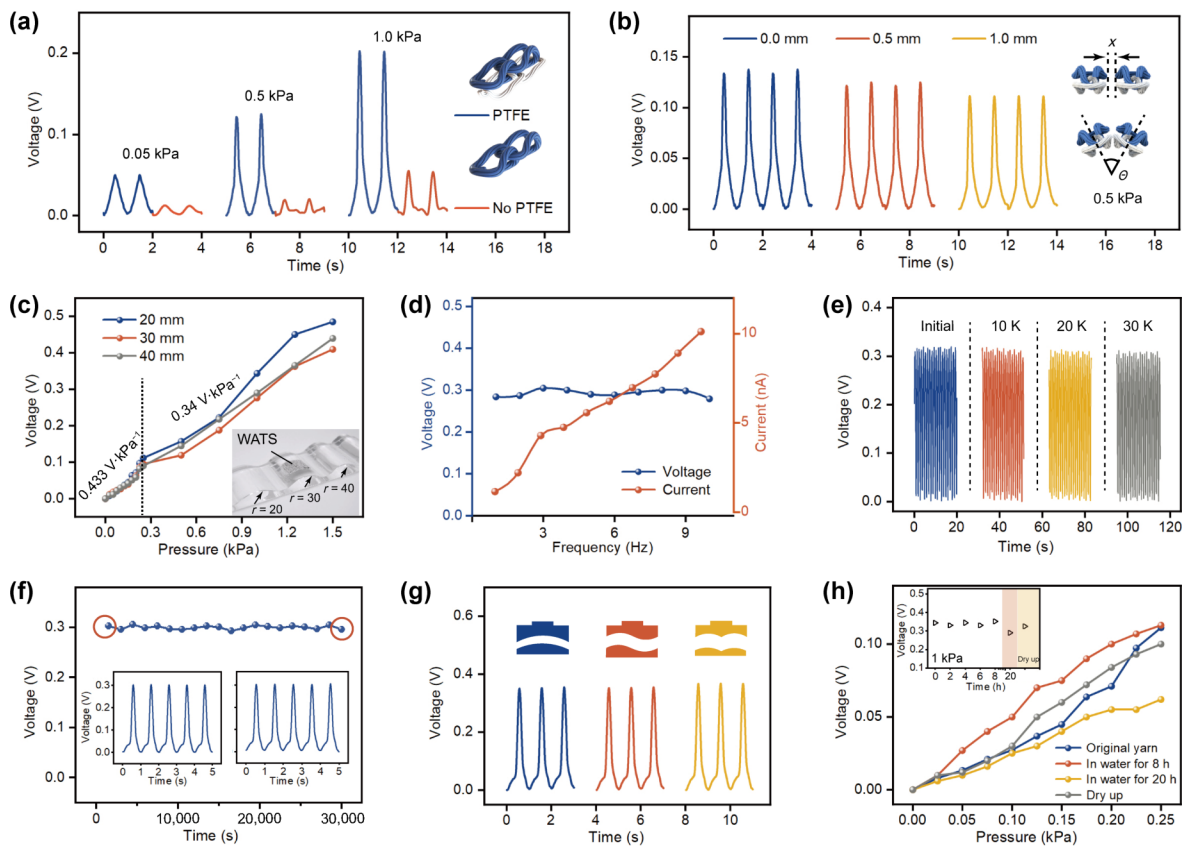 (a)
Voltage (V)
0.2
0.1
0.0
0.05 kPa
0.5 kPa
1.0 kPa
PTFE
No PTFE
0 2 4 6 8 10 12 14 16 18
Time (s)
(b)
Voltage (V)
0.15
0.10
0.05
0.00
0.0 mm
0.5 mm
1.0 mm
x
Θ
0.5 kPa
0 2 4 6 8 10 12 14 16 18
Time (s)
(c)
Voltage (V)
0.5
0.4
0.3
0.2
0.1
0.0
20 mm
30 mm
40 mm
0.433 V·kPa⁻¹
0.34 V·kPa⁻¹
WATS
r = 20
r = 30
r = 40
0.0 0.3 0.6 0.9 1.2 1.5
Pressure (kPa)
(d)
Voltage (V)
0.5
0.4
0.3
0.2
0.1
0.0
Voltage
Current
Current (nA)
10
5
0
3 6 9
Frequency (Hz)
(e)
Voltage (V)
0.4
0.3
0.2
0.1
0.0
Initial
10 K
20 K
30 K
0 20 40 60 80 100 120
Time (s)
(f)
Voltage (V)
0.3
0.2
0.1
0.0
Voltage (V)
0.3
0.2
0.1
0.0
0 1 2 3 4 5
Time (s)
0 1 2 3 4 5
Time (s)
0 10,000 20,000 30,000
Time (s)
(g)
Voltage (V)
0.6
0.4
0.2
0.0
0 2 4 6 8 10
Time (s)
(h)
Voltage (V)
0.10
0.05
0.00
Voltage (V)
0.5
0.4
0.3
0.2
0.1
1 kPa
Dry up
0 2 4 6 8 20
Time (h)
Original yarn
In water for 8 h
In water for 20 h
Dry up
0.00 0.05 0.10 0.15 0.20 0.25
Pressure (kPa)